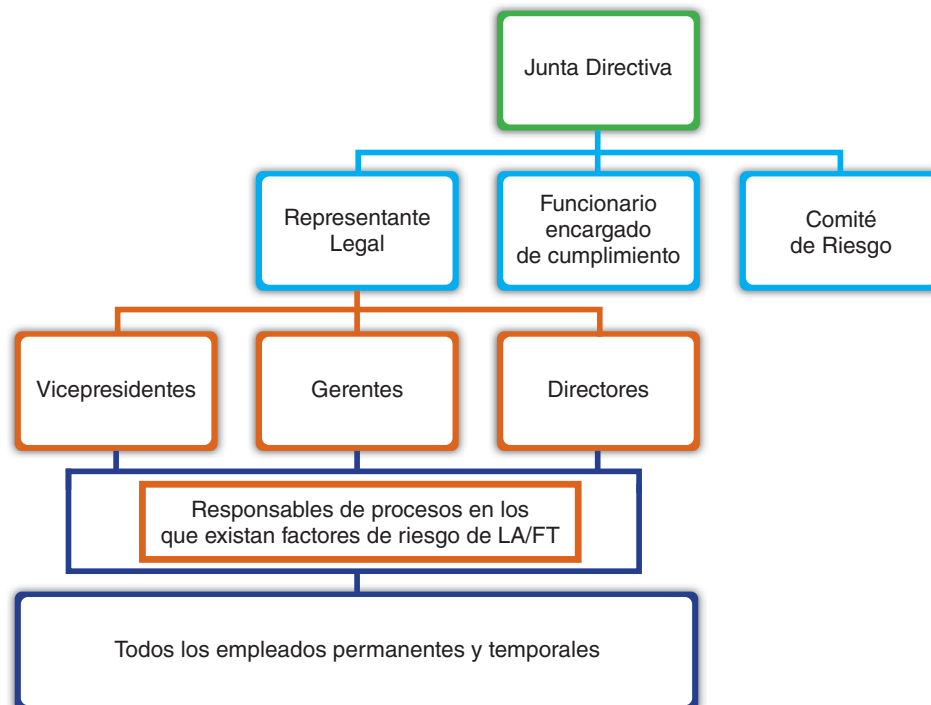 Junta Directiva
Representante
Legal
Funcionario
encargado
de cumplimiento
Comité
de Riesgo
Vicepresidentes
Gerentes
Directores
Responsables de procesos en los
que existan factores de riesgo de LA/FT
Todos los empleados permanentes y temporales